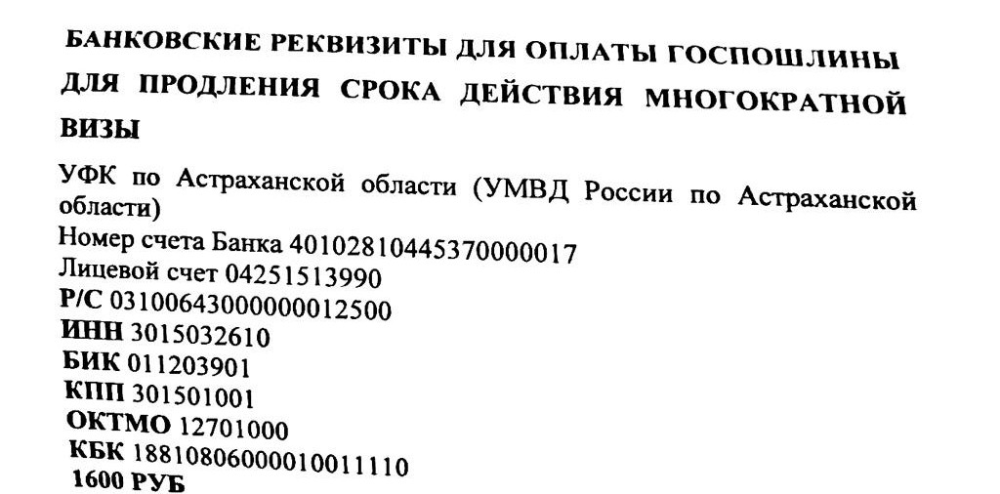 БАНКОВСКИЕ РЕКВИЗИТЫ ДЛЯ ОПЛАТЫ ГОСПОШЛИНЫ
ДЛЯ ПРОДЛЕНИЯ СРОКА ДЕЙСТВИЯ МНОГОКРАТНОЙ
ВИЗЫ
УФК по Астраханской области (УМВД России по Астраханской
области)
Номер счета Банка 40102810445370000017
Лицевой счет 04251513990
Р/С 03100643000000012500
ИНН 3015032610
БИК 011203901
КПП 301501001
ОКТМО 12701000
КБК 18810806000010011110
1600 РУБ